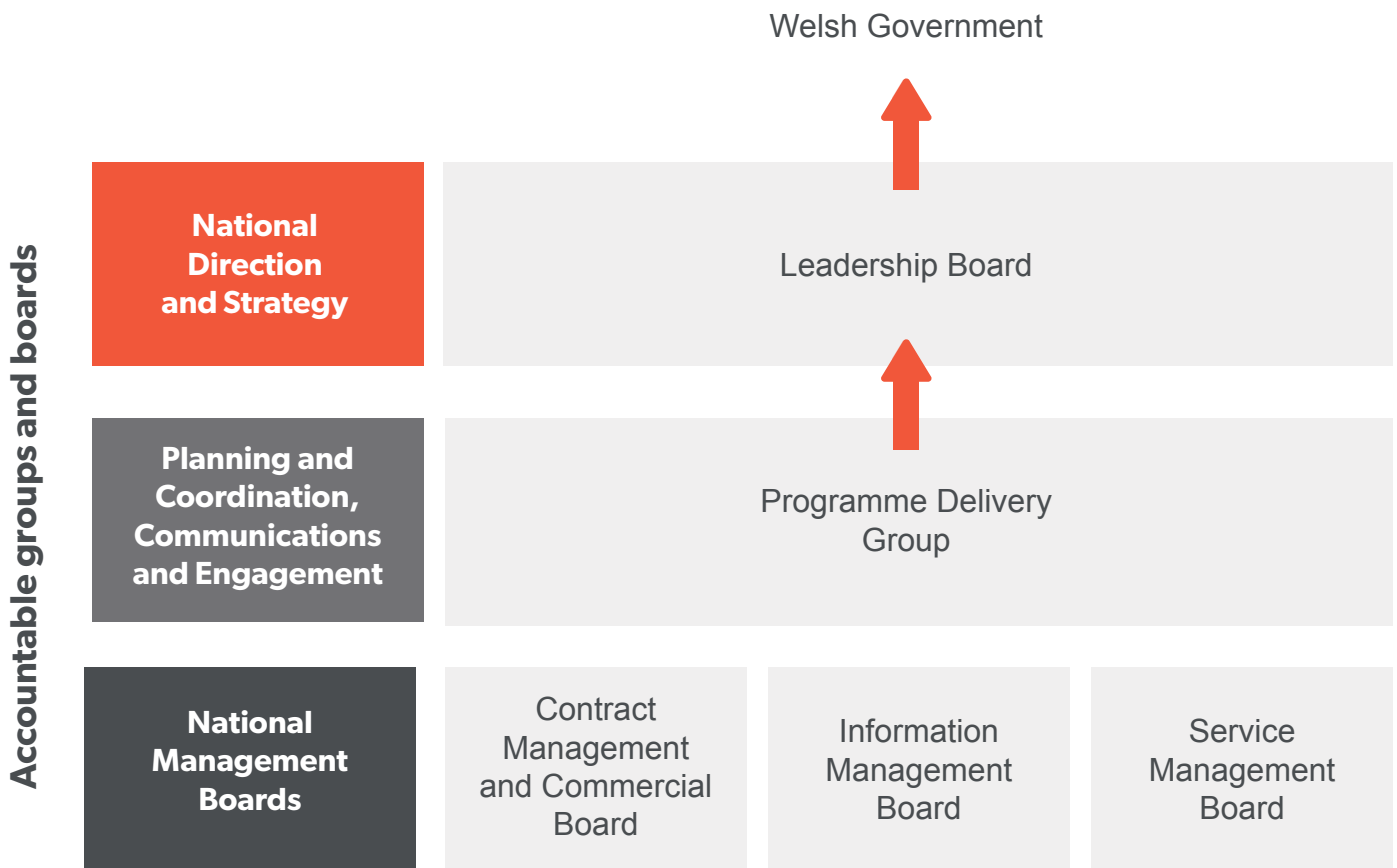 Welsh Government
Accountable groups and boards
National
Direction
and Strategy
Leadership Board
Planning and
Coordination,
Communications
and Engagement
Programme Delivery
Group
National
Management
Boards
Contract
Management
and Commercial
Board
Information
Management
Board
Service
Management
Board